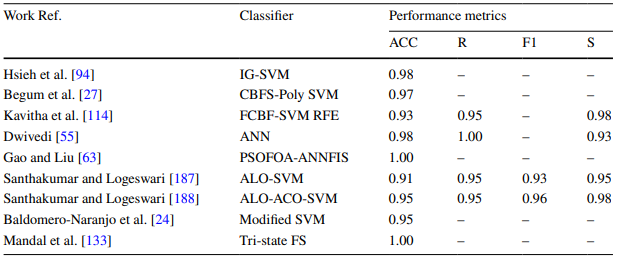 Work Ref. Classifier Performance metrics
ACC R F1 S
Hsieh et al. [94] IG-SVM 0.98 – – –
Begum et al. [27] CBFS-Poly SVM 0.97 – – –
Kavitha et al. [114] FCBF-SVM RFE 0.93 0.95 – 0.98
Dwivedi [55] ANN 0.98 1.00 – 0.93
Gao and Liu [63] PSOFOA-ANNFIS 1.00 – – –
Santhakumar and Logeswari [187] ALO-SVM 0.91 0.95 0.93 0.95
Santhakumar and Logeswari [188] ALO-ACO-SVM 0.95 0.95 0.96 0.98
Baldomero-Naranjo et al. [24] Modified SVM 0.95 – – –
Mandal et al. [133] Tri-state FS 1.00 – – –